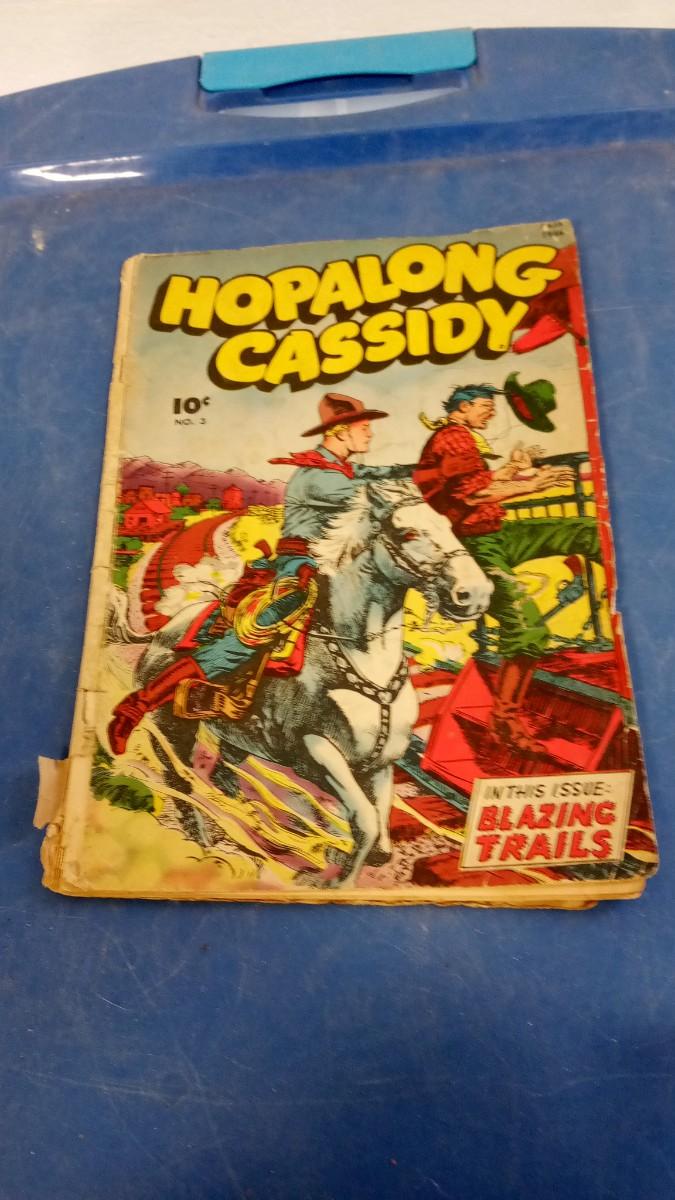 HOPALONG
CASSIDY
10¢
NO. 3
IN THIS ISSUE:
BLAZING
TRAILS